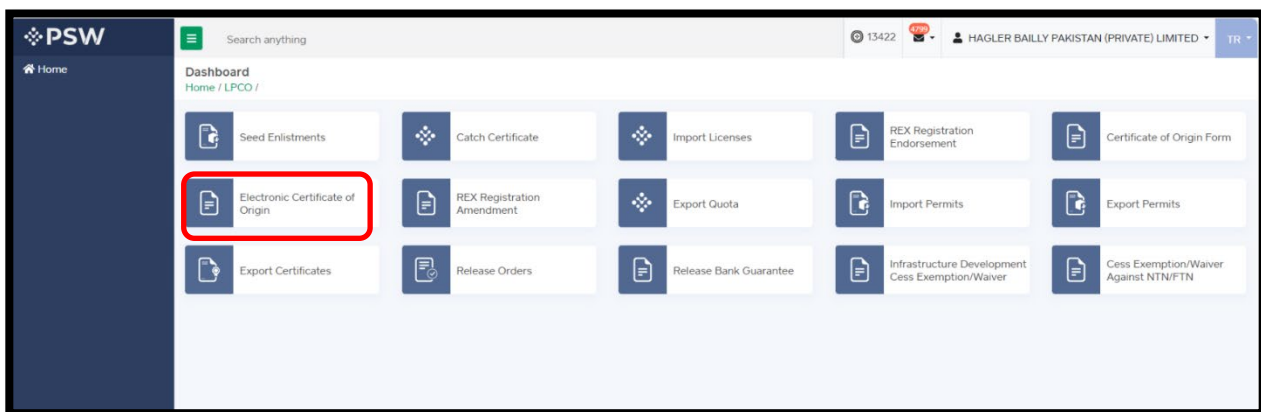 PSW
Search anything
13422
4799
HAGLER BAILLY PAKISTAN (PRIVATE) LIMITED
TR
Home
Dashboard
Home / LPCO /
Seed Enlistments
Catch Certificate
Import Licenses
REX Registration
Endorsement
Certificate of Origin Form
Electronic Certificate of
Origin
REX Registration
Amendment
Export Quota
Import Permits
Export Permits
Export Certificates
Release Orders
Release Bank Guarantee
Infrastructure Development
Cess Exemption/Waiver
Cess Exemption/Waiver
Against NTN/FTN